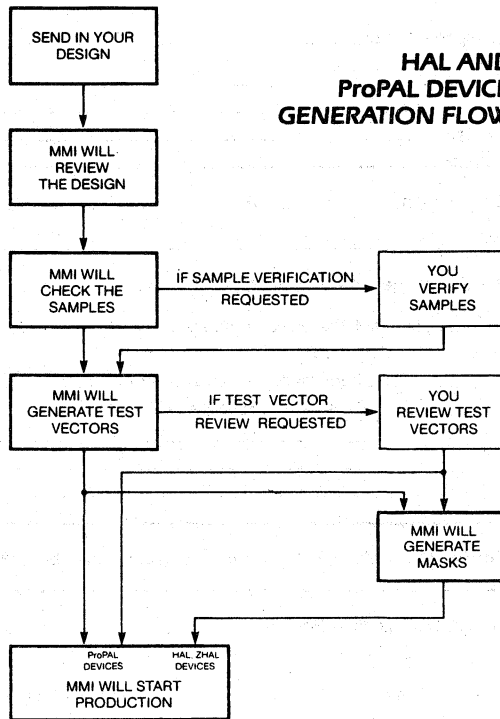 SEND IN YOUR
DESIGN
HAL AND
ProPAL DEVICE
GENERATION FLOW
MMI WILL
REVIEW
THE DESIGN
MMI WILL
CHECK THE
SAMPLES
IF SAMPLE VERIFICATION
REQUESTED
YOU
VERIFY
SAMPLES
MMI WILL
GENERATE TEST
VECTORS
IF TEST VECTOR
REVIEW REQUESTED
YOU
REVIEW TEST
VECTORS
MMI WILL
GENERATE
MASKS
ProPAL
DEVICES
HAL, ZHAL
DEVICES
MMI WILL START
PRODUCTION